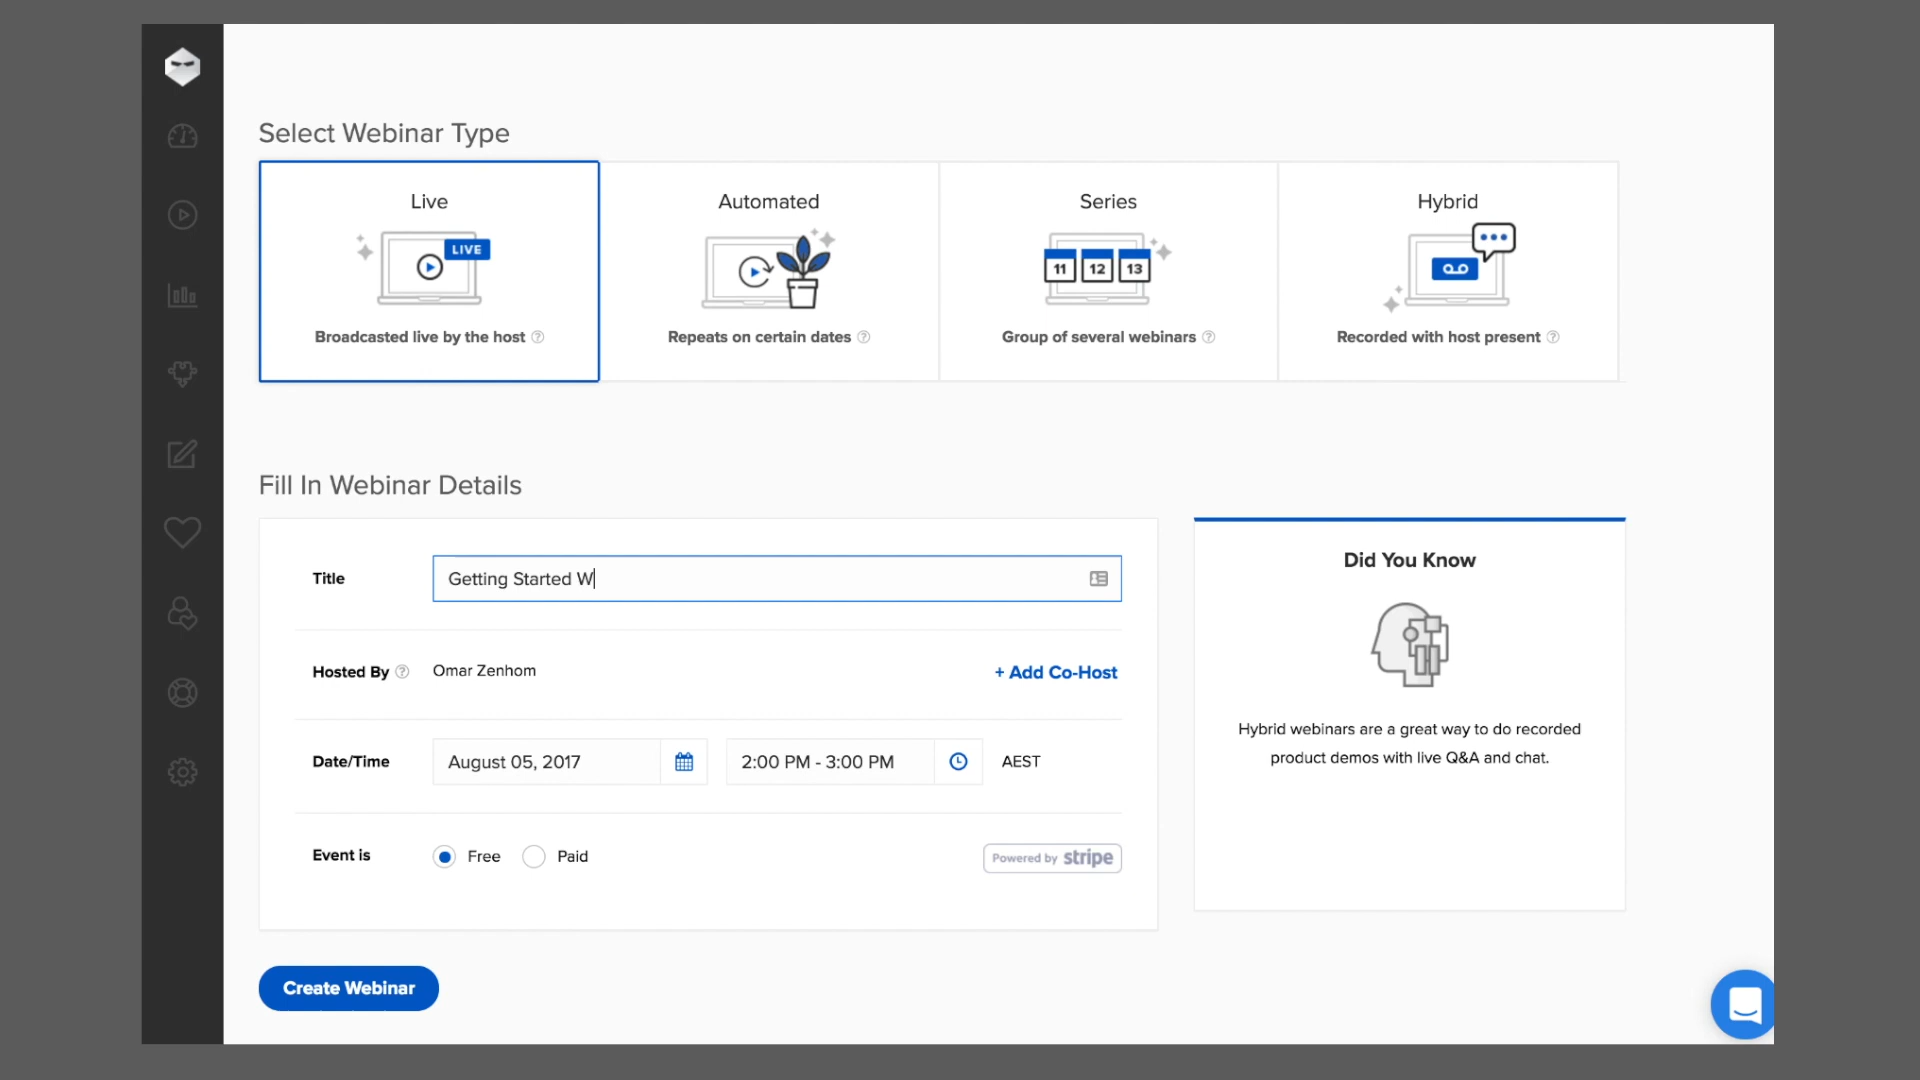 Select Webinar Type
Live
LIVE
Broadcasted live by the host ?
Automated
Repeats on certain dates ?
Series
11 12 13
Group of several webinars ?
Hybrid
Recorded with host present ?
Fill In Webinar Details
Title Getting Started W
Hosted By ? Omar Zenhom + Add Co-Host
Date/Time August 05, 2017 2:00 PM - 3:00 PM AEST
Event is Free Paid Powered by stripe
Did You Know
Hybrid webinars are a great way to do recorded
product demos with live Q&A and chat.
Create Webinar